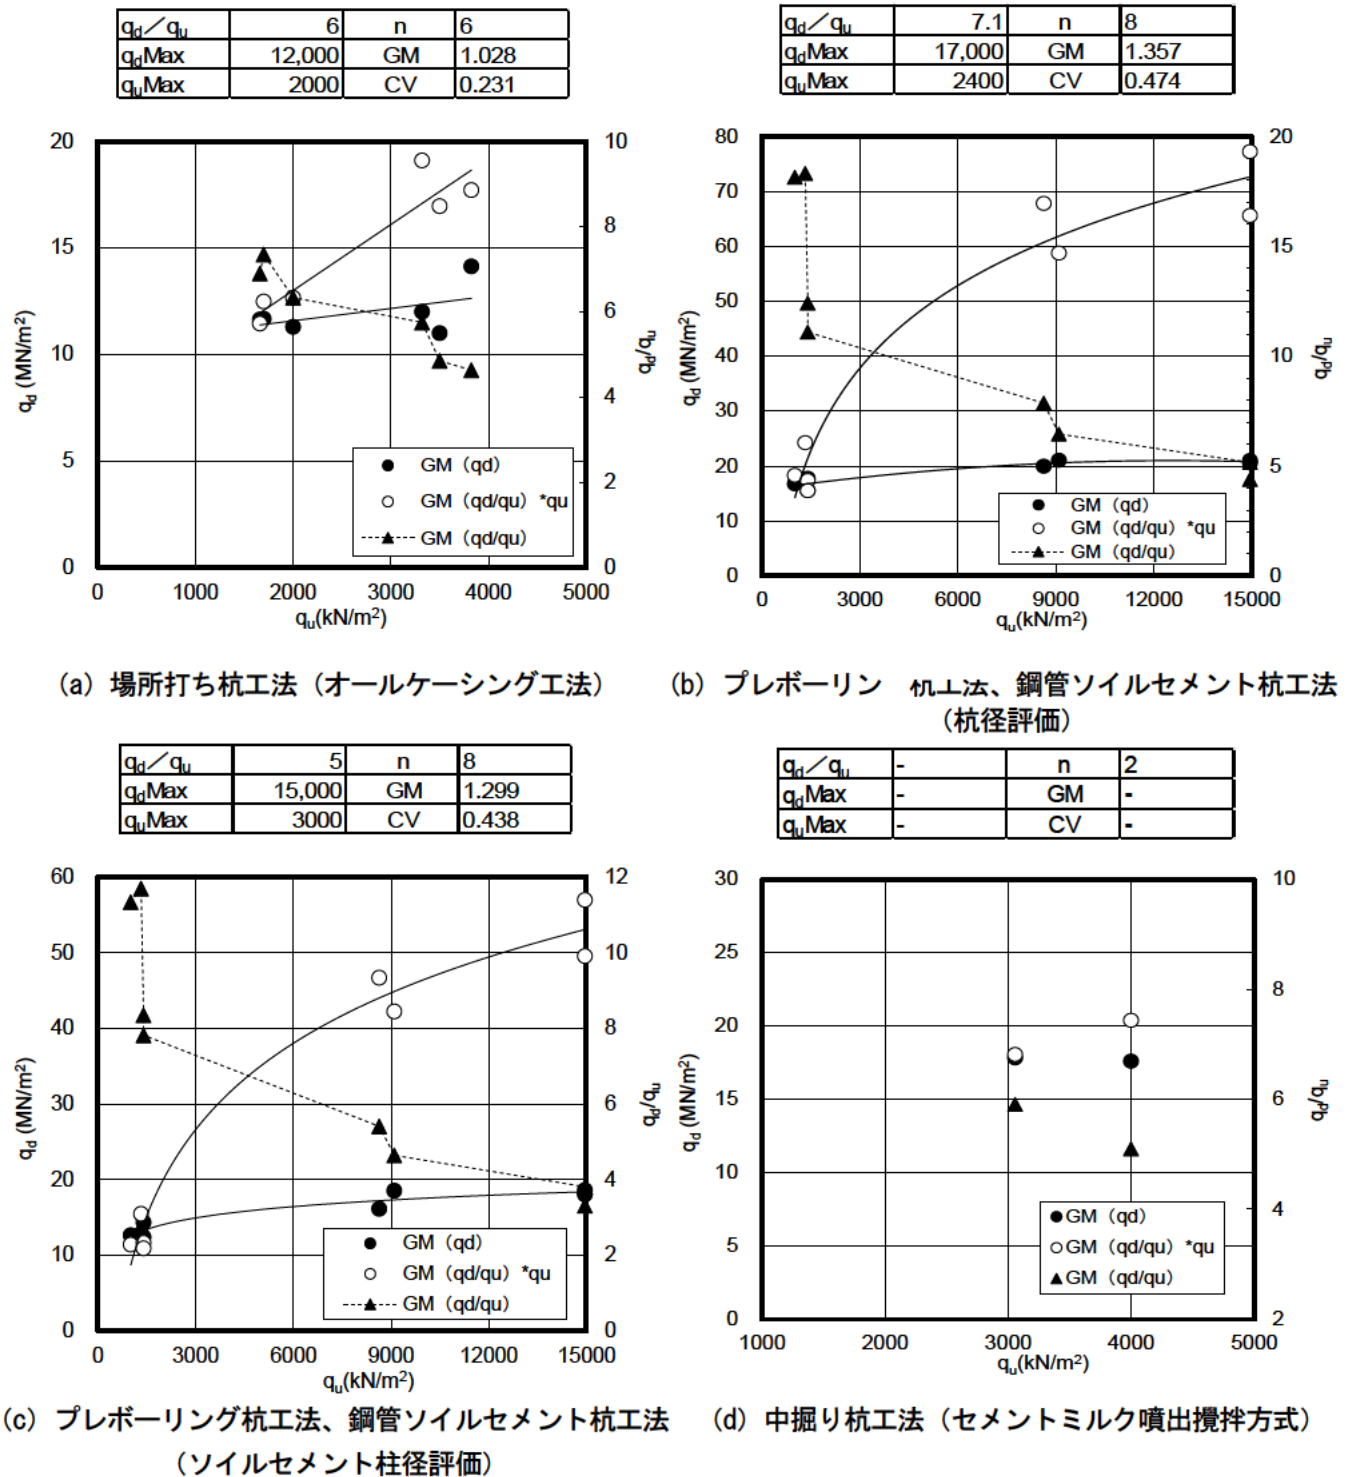 qd／qu 6 n 6
qdMax 12,000 GM 1.028
quMax 2000 CV 0.231
20
15
10
5
0
qd (MN/m2)
10
8
6
4
2
0
qd/qu
GM（qd）
GM（qd/qu）*qu
GM（qd/qu）
0 1000 2000 3000 4000 5000
qu(kN/m2)
(a) 場所打ち杭工法（オールケーシング工法）
qd／qu 7.1 n 8
qdMax 17,000 GM 1.357
quMax 2400 CV 0.474
80
70
60
50
40
30
20
10
0
qd (MN/m2)
20
15
10
5
0
qd/qu
GM（qd）
GM（qd/qu）*qu
GM（qd/qu）
0 3000 6000 9000 12000 15000
qu(kN/m2)
(b) プレボーリン 杭工法、鋼管ソイルセメント杭工法
（杭径評価）
qd／qu 5 n 8
qdMax 15,000 GM 1.299
quMax 3000 CV 0.438
60
50
40
30
20
10
0
qd (MN/m2)
12
10
8
6
4
2
0
qd/qu
GM（qd）
GM（qd/qu）*qu
GM（qd/qu）
0 3000 6000 9000 12000 15000
qu(kN/m2)
(c) プレボーリング杭工法、鋼管ソイルセメント杭工法
（ソイルセメント柱径評価）
qd／qu - n 2
qdMax - GM -
quMax - CV -
30
25
20
15
10
5
0
qd (MN/m2)
10
8
6
4
2
qd/qu
GM（qd）
GM（qd/qu）*qu
GM（qd/qu）
1000 2000 3000 4000 5000
qu(kN/m2)
(d) 中掘り杭工法（セメントミルク噴出攪拌方式）